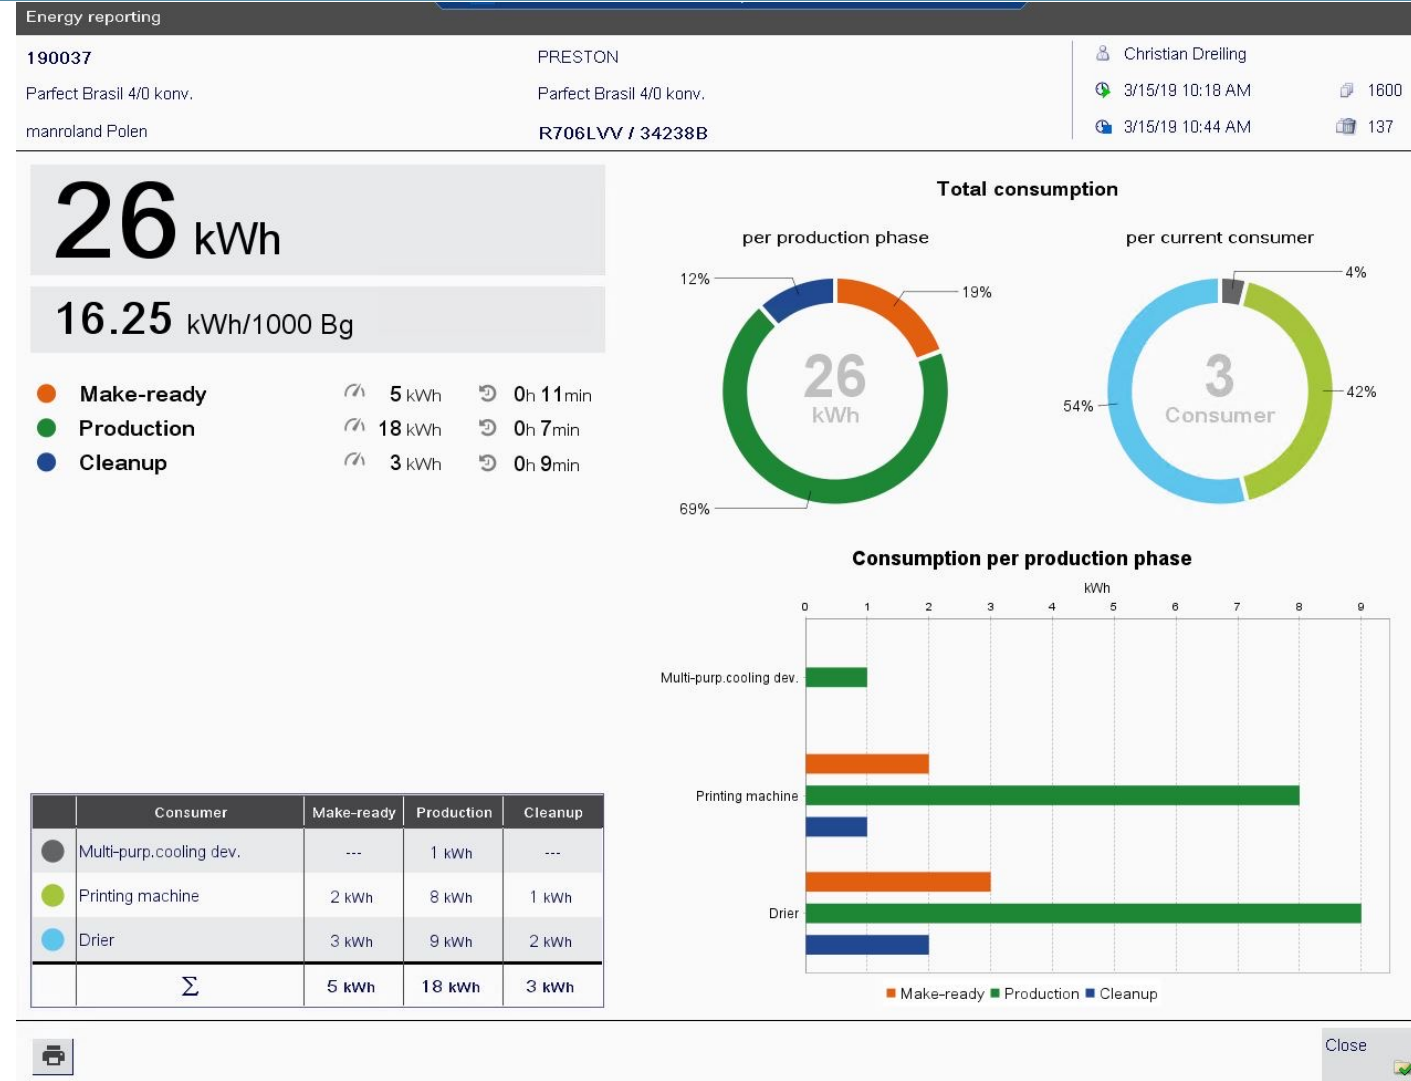 Energy reporting
190037
PRESTON
Christian Dreiling
Parfect Brasil 4/0 konv.
Parfect Brasil 4/0 konv.
3/15/19 10:18 AM
1600
manroland Polen
R706LVV / 34238B
3/15/19 10:44 AM
137
26 kWh
16.25 kWh/1000 Bg
Make-ready 5 kWh 0h 11min
Production 18 kWh 0h 7min
Cleanup 3 kWh 0h 9min
Total consumption
per production phase
12%
19%
26
kWh
69%
per current consumer
4%
3
Consumer
42%
54%
Consumption per production phase
kWh
0 1 2 3 4 5 6 7 8 9
Multi-purp.cooling dev.
Printing machine
Drier
Make-ready Production Cleanup
Consumer Make-ready Production Cleanup
Multi-purp.cooling dev. --- 1 kWh ---
Printing machine 2 kWh 8 kWh 1 kWh
Drier 3 kWh 9 kWh 2 kWh
Σ 5 kWh 18 kWh 3 kWh
Close